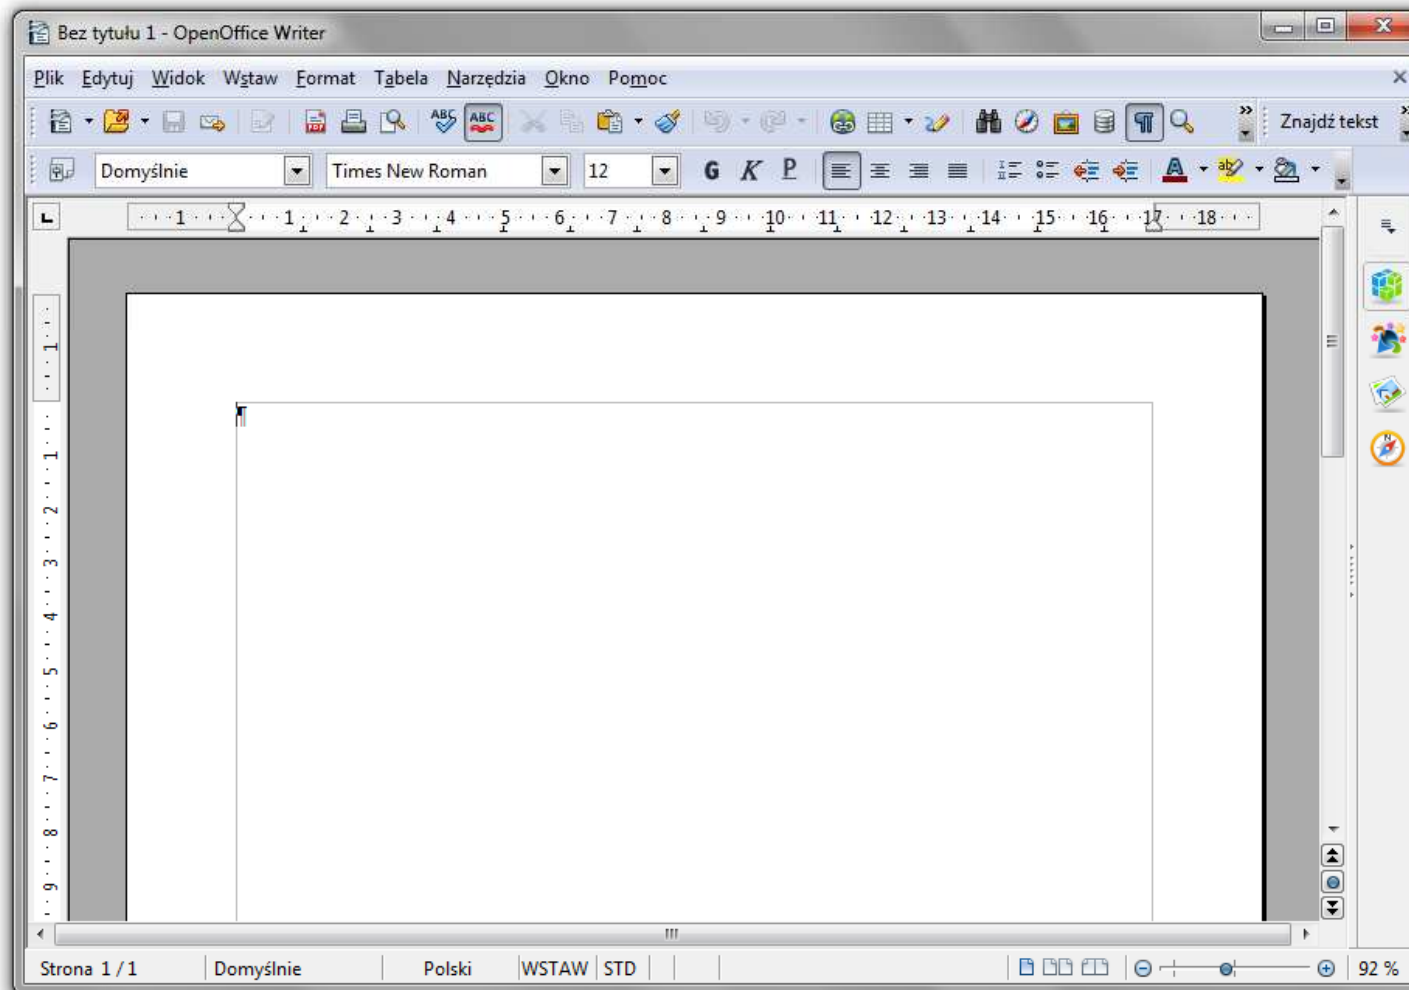 Bez tytułu 1 - OpenOffice Writer
Plik Edytuj Widok Wstaw Format Tabela Narzędzia Okno Pomoc
ABC ABC Znajdź tekst
Domyślnie Times New Roman 12 G K P A ab
1 1 2 3 4 5 6 7 8 9 10 11 12 13 14 15 16 17 18
1
¶
1
2
3
4
5
6
7
8
9
Strona 1 / 1 Domyślnie Polski WSTAW STD 92 %